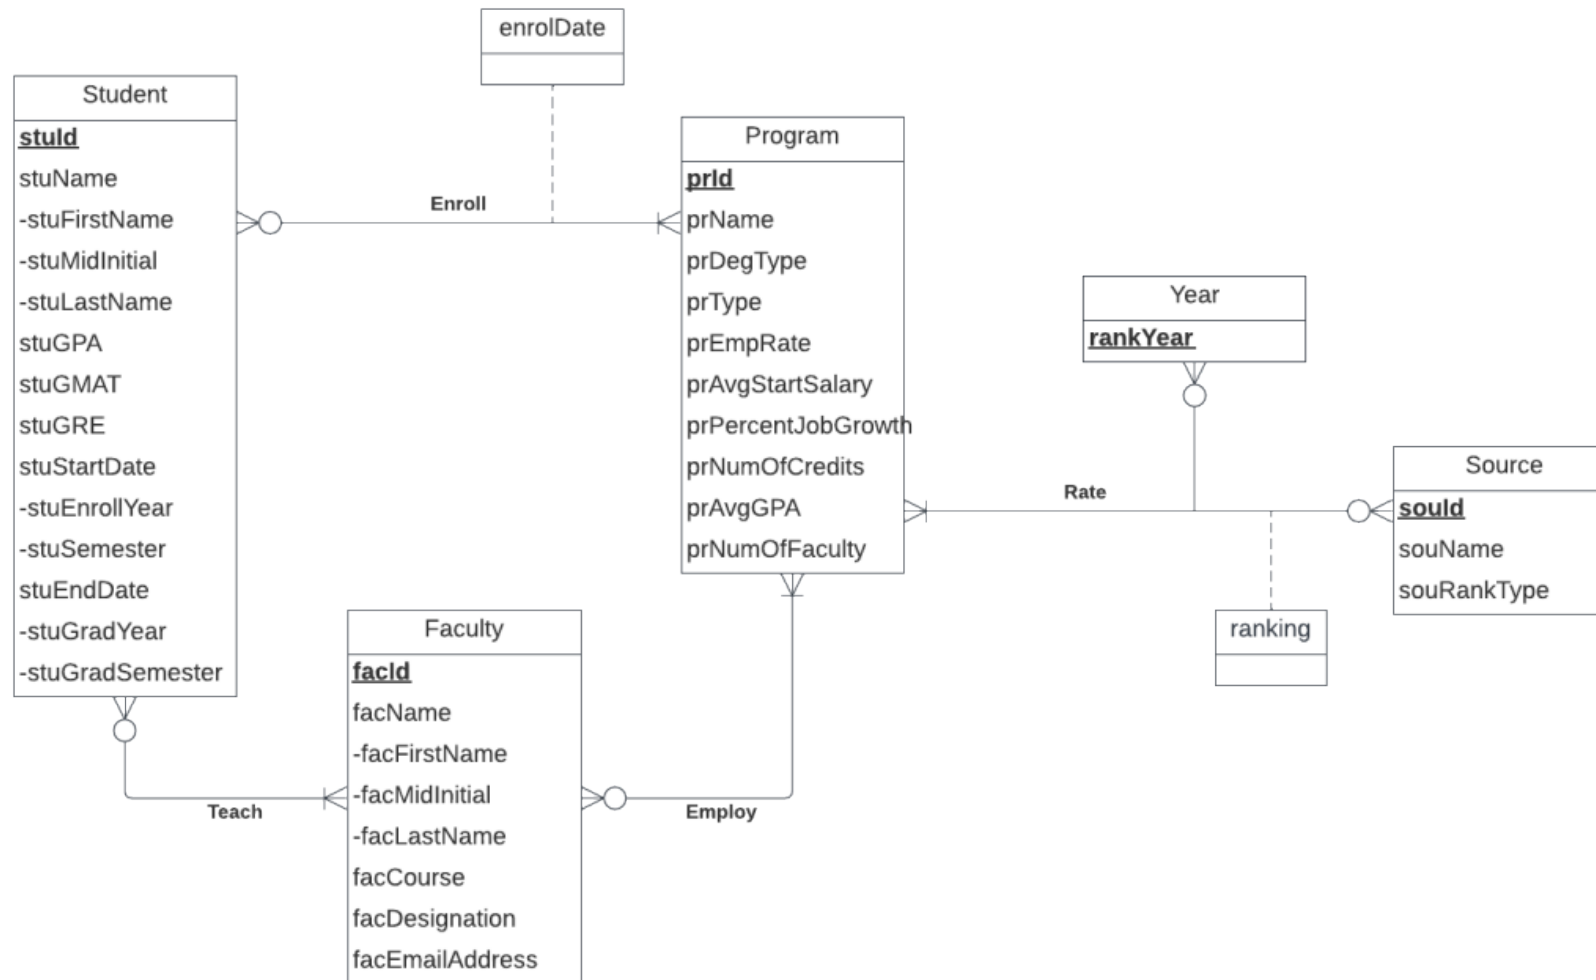 enrolDate
Student
stuId
stuName
-stuFirstName
-stuMidInitial
-stuLastName
stuGPA
stuGMAT
stuGRE
stuStartDate
-stuEnrollYear
-stuSemester
stuEndDate
-stuGradYear
-stuGradSemester
Enroll
Program
prId
prName
prDegType
prType
prEmpRate
prAvgStartSalary
prPercentJobGrowth
prNumOfCredits
prAvgGPA
prNumOfFaculty
Year
rankYear
Rate
Source
souId
souName
souRankType
ranking
Faculty
facId
facName
-facFirstName
-facMidInitial
-facLastName
facCourse
facDesignation
facEmailAddress
Teach
Employ